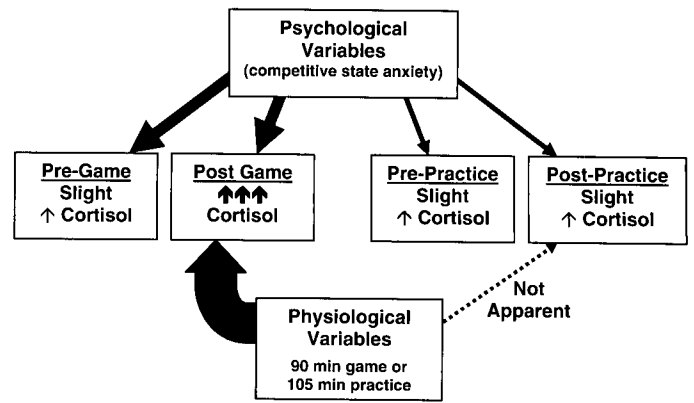 Psychological
Variables
(competitive state anxiety)
Pre-Game
Slight
↑ Cortisol
Post Game
↑↑↑
Cortisol
Pre-Practice
Slight
↑ Cortisol
Post-Practice
Slight
↑ Cortisol
Not
Apparent
Physiological
Variables
90 min game or
105 min practice